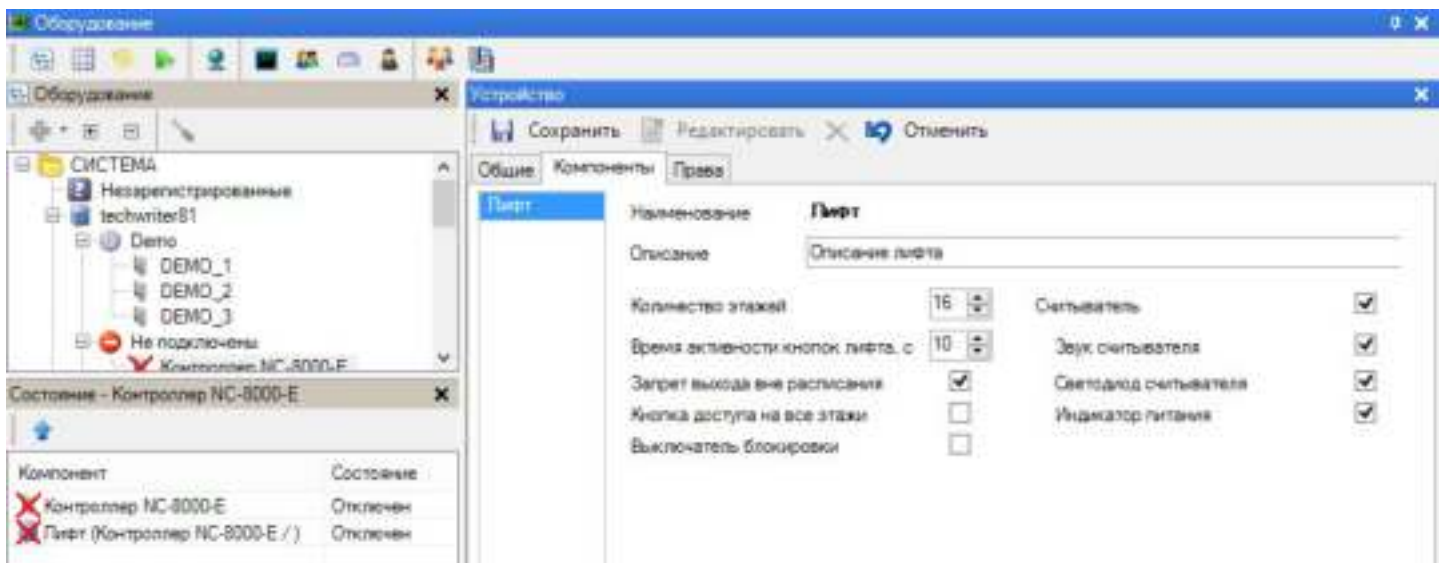 Оборудование
Оборудование
СИСТЕМА
Незарегистрированные
techwriter81
Demo
DEMO_1
DEMO_2
DEMO_3
Не подключены
Контроллер NC-8000-E
Состояние - Контроллер NC-8000-E
Компонент Состояние
Контроллер NC-8000-E Отключен
Лифт (Контроллер NC-8000-E / ) Отключен
Устройство
Сохранить Редактировать Отменить
Общие Компоненты Права
Лифт
Наименование Лифт
Описание Описание лифта
Количество этажей 16 Считыватель
Время активности кнопок лифта, с 10 Звук считывателя
Запрет выхода вне расписания Светодиод считывателя
Кнопка доступа на все этажи Индикатор питания
Выключатель блокировки